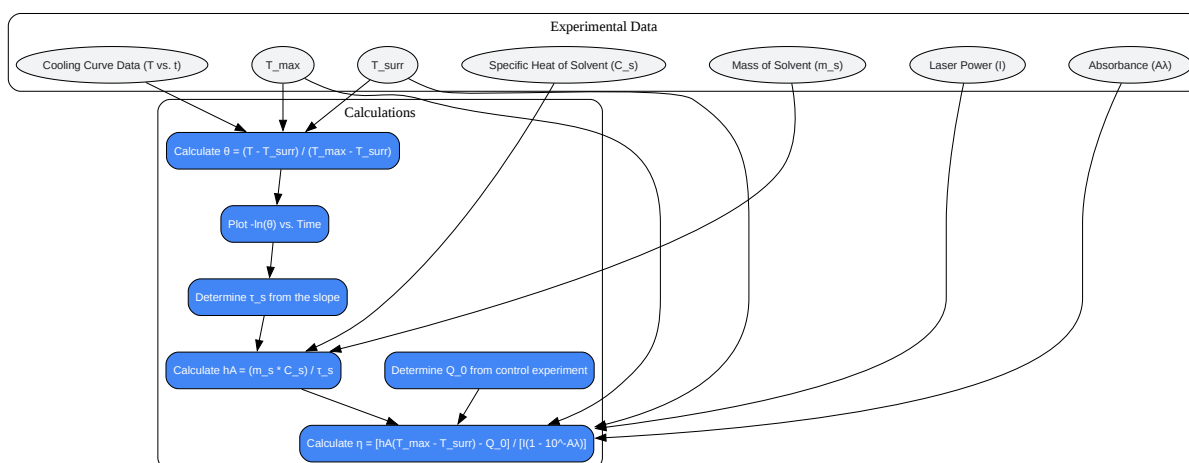 Experimental Data
Cooling Curve Data (T vs. t)
T_max
T_surr
Specific Heat of Solvent (C_s)
Mass of Solvent (m_s)
Laser Power (I)
Absorbance (Aλ)
Calculations
Calculate θ = (T - T_surr) / (T_max - T_surr)
Plot -ln(θ) vs. Time
Determine τ_s from the slope
Calculate hA = (m_s * C_s) / τ_s
Determine Q_0 from control experiment
Calculate η = [hA(T_max - T_surr) - Q_0] / [I(1 - 10^-Aλ)]